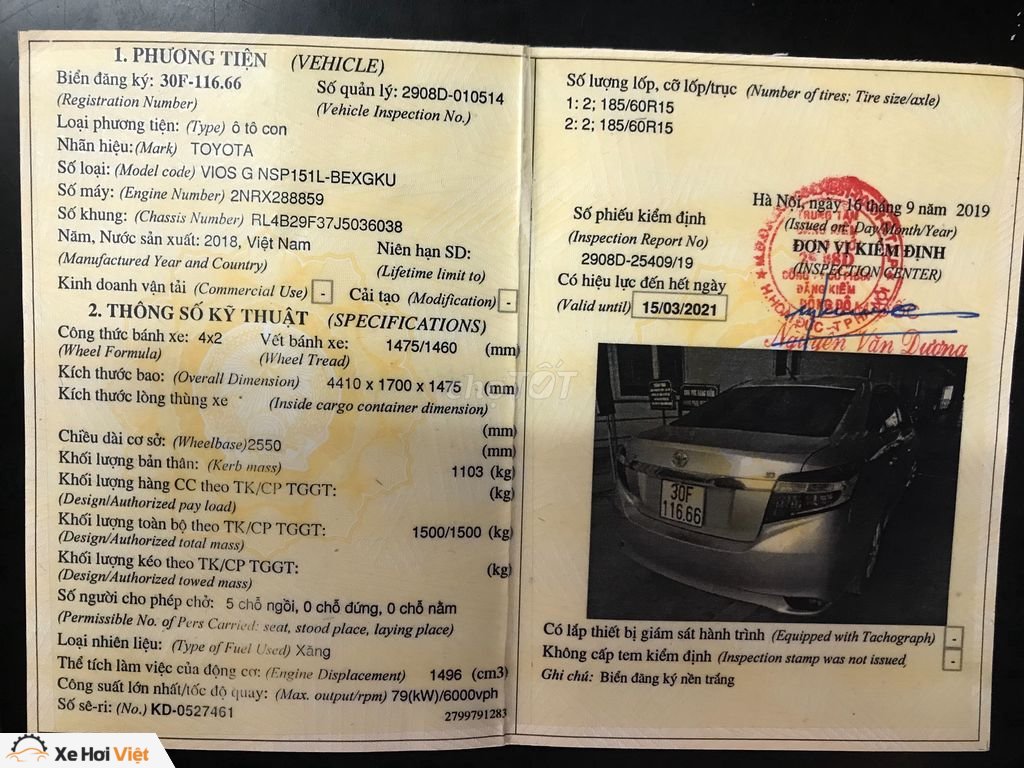 1. PHƯƠNG TIỆN (VEHICLE)
Biển đăng ký: 30F-116.66
(Registration Number)
Số quản lý: 2908D-010514
(Vehicle Inspection No.)
Loại phương tiện: (Type) ô tô con
Nhãn hiệu: (Mark) TOYOTA
Số loại: (Model code) VIOS G NSP151L-BEXGKU
Số máy: (Engine Number) 2NRX288859
Số khung: (Chassis Number) RL4B29F37J5036038
Năm, Nước sản xuất: 2018, Việt Nam
(Manufactured Year and Country)
Niên hạn SD:
(Lifetime limit to)
Kinh doanh vận tải (Commercial Use) - Cải tạo (Modification) -
2. THÔNG SỐ KỸ THUẬT (SPECIFICATIONS)
Công thức bánh xe: 4x2
(Wheel Formula)
Vết bánh xe: 1475/1460 (mm)
(Wheel Tread)
Kích thước bao: (Overall Dimension) 4410 x 1700 x 1475 (mm)
Kích thước lòng thùng xe (Inside cargo container dimension)
(mm)
Chiều dài cơ sở: (Wheelbase) 2550 (mm)
Khối lượng bản thân: (Kerb mass) 1103 (kg)
Khối lượng hàng CC theo TK/CP TGGT: (kg)
(Design/Authorized pay load)
Khối lượng toàn bộ theo TK/CP TGGT: 1500/1500 (kg)
(Design/Authorized total mass)
Khối lượng kéo theo TK/CP TGGT: (kg)
(Design/Authorized towed mass)
Số người cho phép chở: 5 chỗ ngồi, 0 chỗ đứng, 0 chỗ nằm
(Permissible No. of Pers Carried: seat, stood place, laying place)
Loại nhiên liệu: (Type of Fuel Used) Xăng
Thể tích làm việc của động cơ: (Engine Displacement) 1496 (cm3)
Công suất lớn nhất/tốc độ quay: (Max. output/rpm) 79(kW)/6000vph
Số sê-ri: (No.) KD-0527461
2799791283
Số lượng lốp, cỡ lốp/trục (Number of tires; Tire size/axle)
1: 2; 185/60R15
2: 2; 185/60R15
Hà Nội, ngày 16 tháng 9 năm 2019
(Issued on: Day/Month/Year)
Số phiếu kiểm định
(Inspection Report No)
2908D-25409/19
ĐƠN VỊ KIỂM ĐỊNH
(INSPECTION CENTER)
Có hiệu lực đến hết ngày
(Valid until) 15/03/2021
TRUNG TÂM
ĐĂNG KIỂM
ĐÔNG ĐÔ
Nguyễn Văn Dương
chợTỐT
30F
116.66
Có lắp thiết bị giám sát hành trình (Equipped with Tachograph) -
Không cấp tem kiểm định (Inspection stamp was not issued) -
Ghi chú: Biển đăng ký nền trắng
Xe Hơi Việt